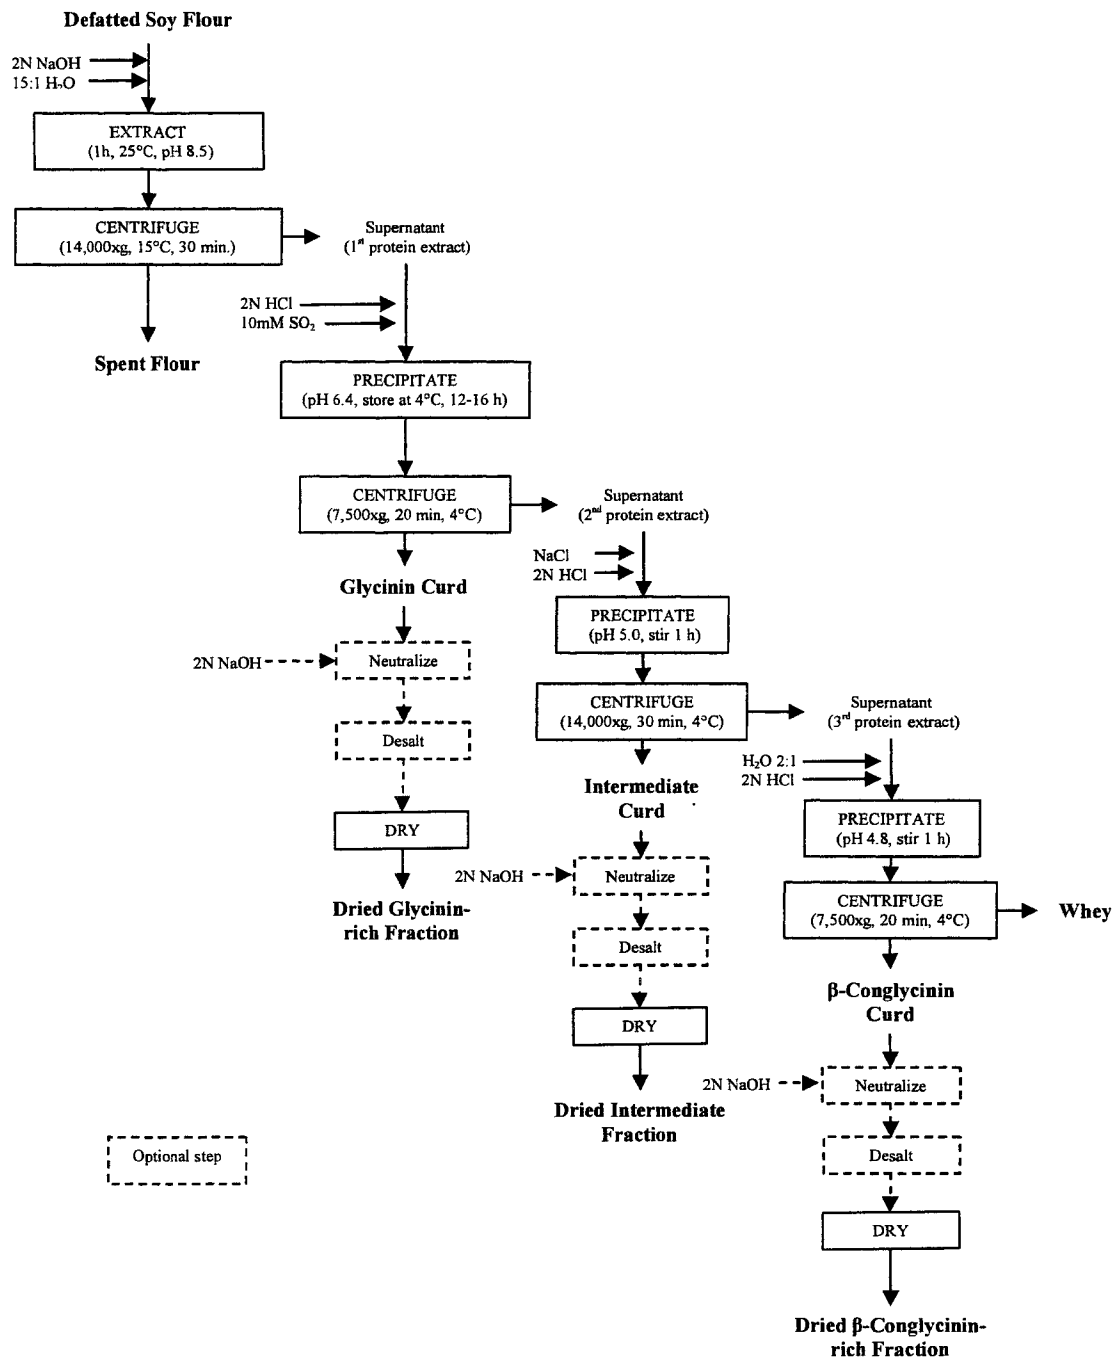 Defatted Soy Flour
2N NaOH
15:1 H₂O
EXTRACT
(1h, 25°C, pH 8.5)
CENTRIFUGE
(14,000xg, 15°C, 30 min.)
Supernatant
(1st protein extract)
Spent Flour
2N HCl
10mM SO₂
PRECIPITATE
(pH 6.4, store at 4°C, 12-16 h)
CENTRIFUGE
(7,500xg, 20 min, 4°C)
Supernatant
(2nd protein extract)
Glycinin Curd
2N NaOH
Neutralize
Desalt
DRY
Dried Glycinin-
rich Fraction
NaCl
2N HCl
PRECIPITATE
(pH 5.0, stir 1 h)
CENTRIFUGE
(14,000xg, 30 min, 4°C)
Supernatant
(3rd protein extract)
Intermediate
Curd
2N NaOH
Neutralize
Desalt
DRY
Dried Intermediate
Fraction
H₂O 2:1
2N HCl
PRECIPITATE
(pH 4.8, stir 1 h)
CENTRIFUGE
(7,500xg, 20 min, 4°C)
Whey
β-Conglycinin
Curd
2N NaOH
Neutralize
Desalt
DRY
Dried β-Conglycinin-
rich Fraction
Optional step